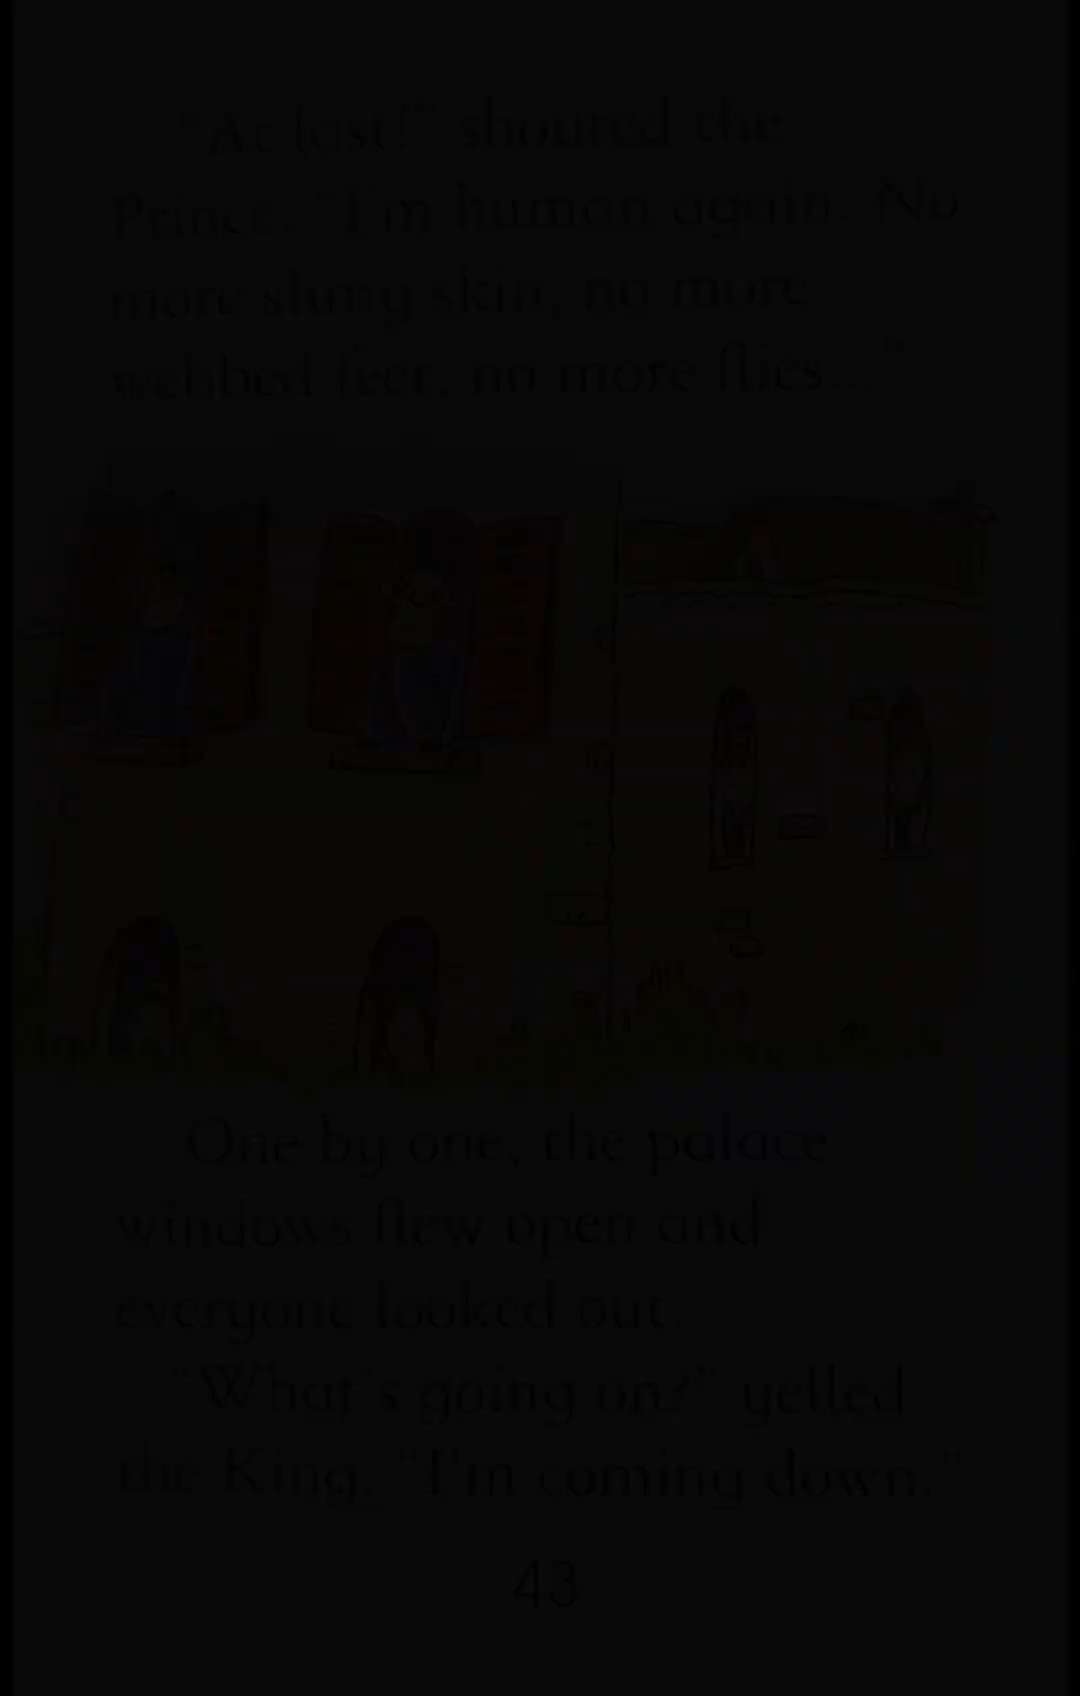 "At last!" shouted the
Prince. "I'm human again. No
more slimy skin, no more
webbed feet, no more flies..."
One by one, the palace
windows flew open and
everyone looked out.
"What's going on?" yelled
the King. "I'm coming down."
43